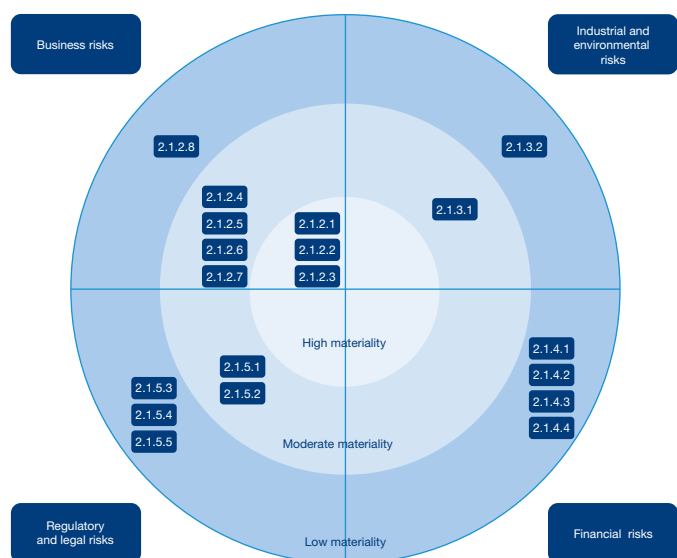 Business risks
Industrial and
environmental
risks
2.1.2.8
2.1.3.2
2.1.2.4
2.1.2.5
2.1.2.6
2.1.2.7
2.1.2.1
2.1.2.2
2.1.2.3
2.1.3.1
High materiality
2.1.5.1
2.1.5.2
2.1.5.3
2.1.5.4
2.1.5.5
2.1.4.1
2.1.4.2
2.1.4.3
2.1.4.4
Moderate materiality
Regulatory
and legal risks
Low materiality
Financial risks